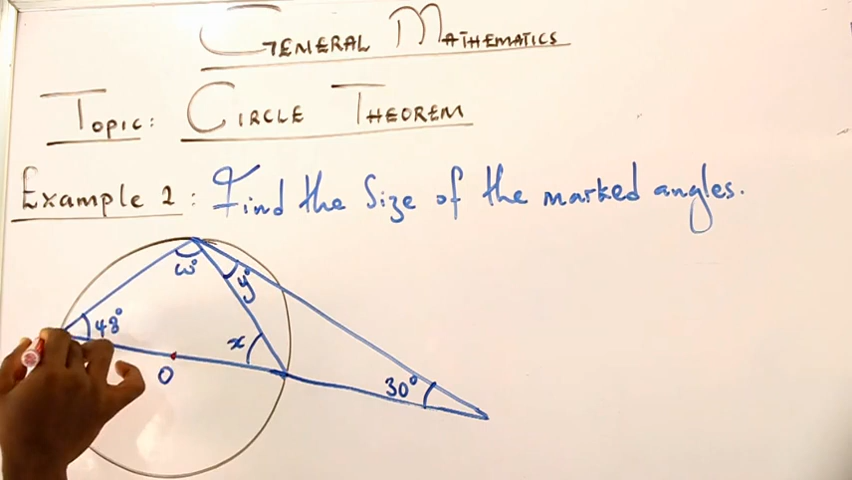 GENERAL MATHEMATICS
TOPIC: CIRCLE THEOREM
Example 2: Find the Size of the marked angles.
w°
y°
48°
x
O
30°